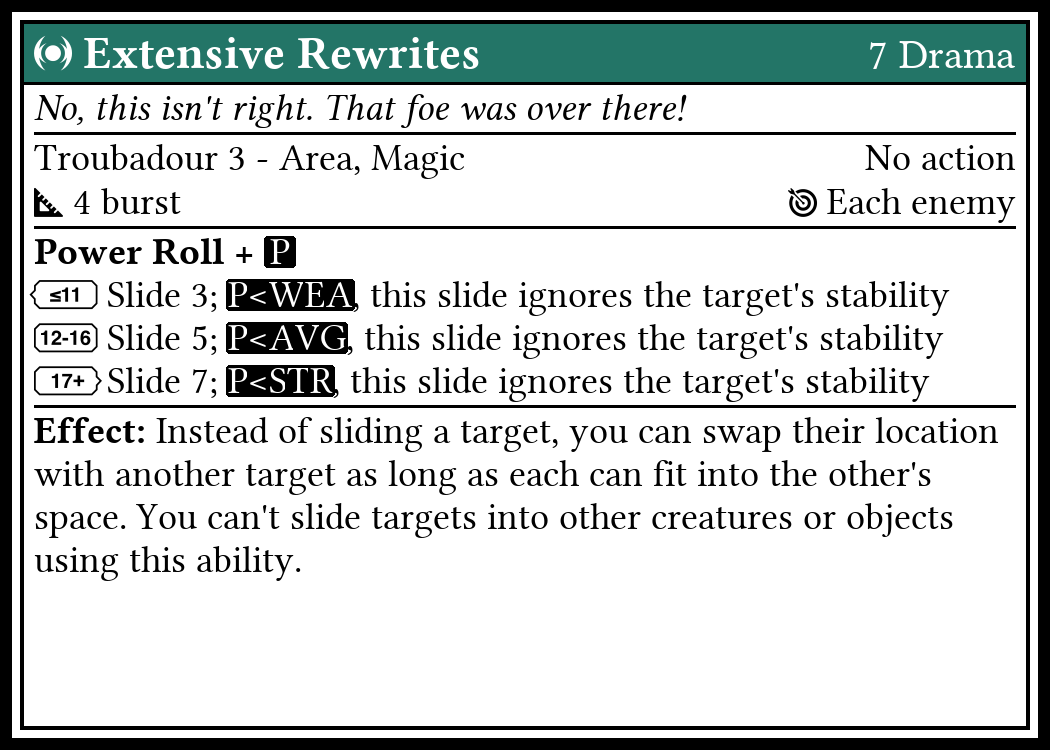 Extensive Rewrites 7 Drama
No, this isn't right. That foe was over there!
Troubadour 3 - Area, Magic No action
4 burst Each enemy
Power Roll + P
≤11 Slide 3; P<WEA, this slide ignores the target's stability
12-16 Slide 5; P<AVG, this slide ignores the target's stability
17+ Slide 7; P<STR, this slide ignores the target's stability
Effect: Instead of sliding a target, you can swap their location
with another target as long as each can fit into the other's
space. You can't slide targets into other creatures or objects
using this ability.